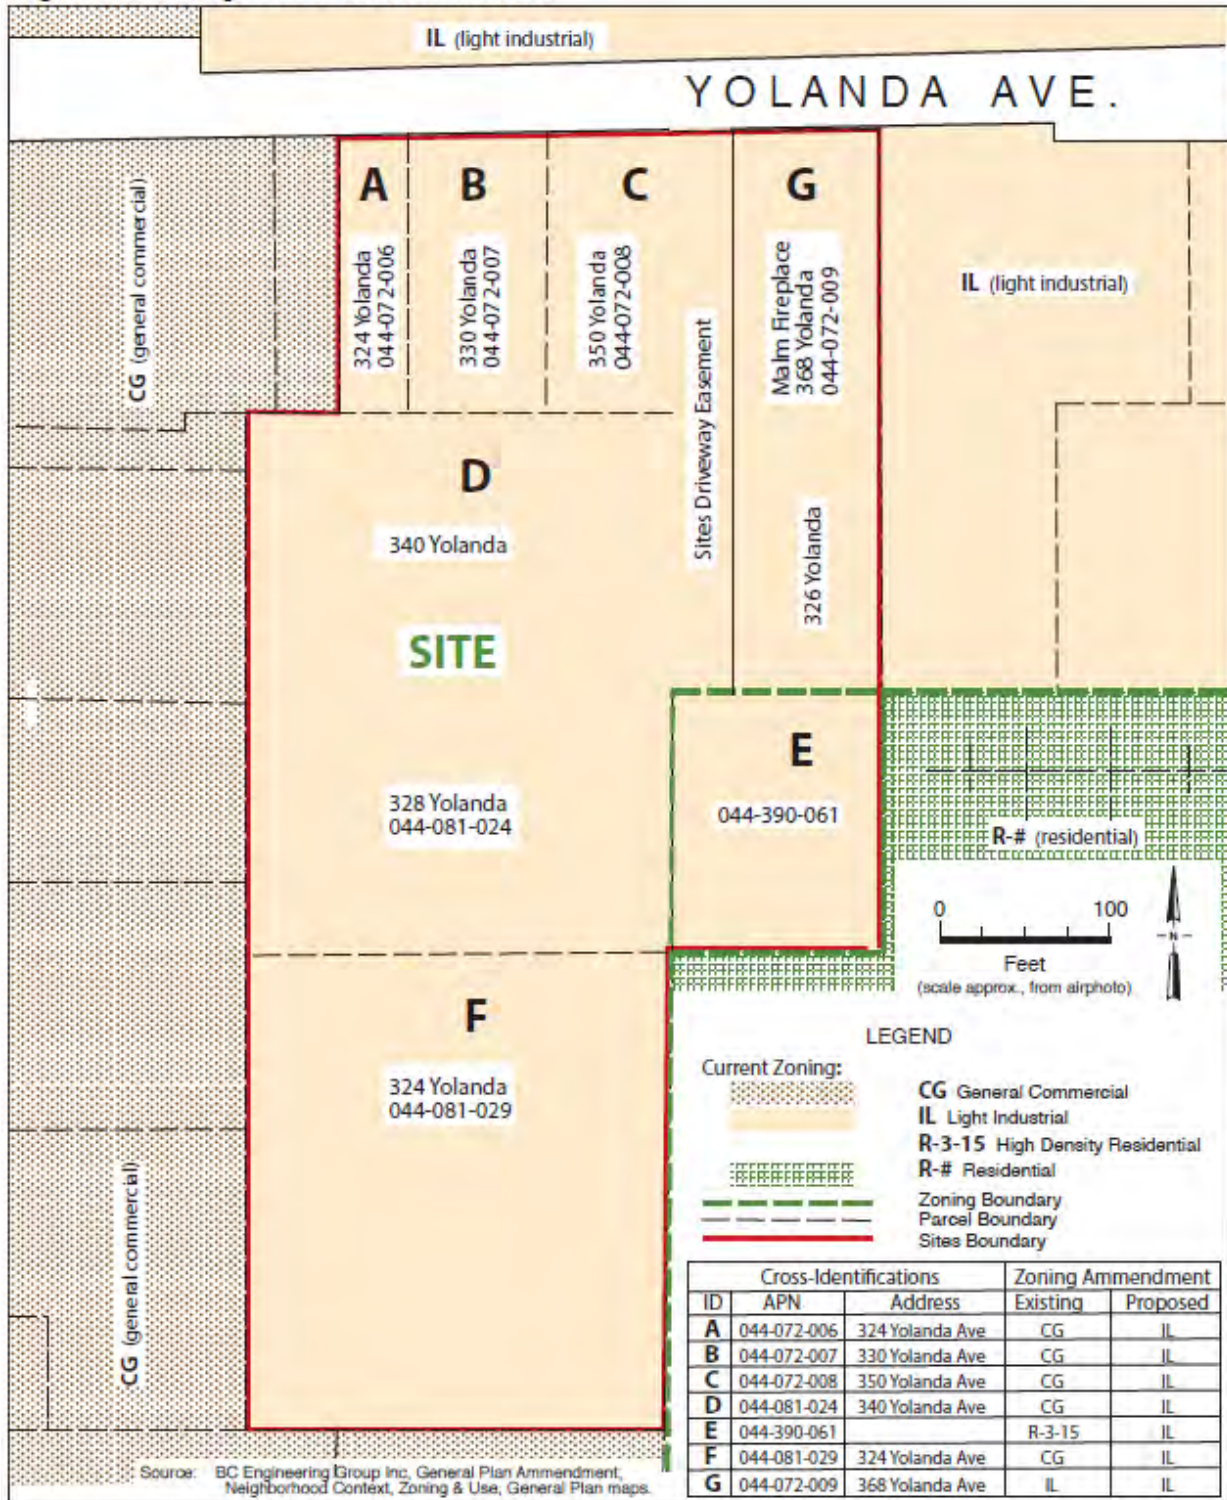 IL (light industrial)
YOLANDA AVE.
CG (general commercial)
A
324 Yolanda
044-072-006
B
330 Yolanda
044-072-007
C
350 Yolanda
044-072-008
G
Malm Fireplace
368 Yolanda
044-072-009
IL (light industrial)
Sites Driveway Easement
326 Yolanda
D
340 Yolanda
SITE
328 Yolanda
044-081-024
E
044-390-061
R-# (residential)
0 100
Feet
(scale approx., from airphoto)
N
F
324 Yolanda
044-081-029
CG (general commercial)
LEGEND
Current Zoning:
CG General Commercial
IL Light Industrial
R-3-15 High Density Residential
R-# Residential
Zoning Boundary
Parcel Boundary
Sites Boundary
Cross-Identifications Zoning Ammendment
ID APN Address Existing Proposed
A 044-072-006 324 Yolanda Ave CG IL
B 044-072-007 330 Yolanda Ave CG IL
C 044-072-008 350 Yolanda Ave CG IL
D 044-081-024 340 Yolanda Ave CG IL
E 044-390-061 R-3-15 IL
F 044-081-029 324 Yolanda Ave CG IL
G 044-072-009 368 Yolanda Ave IL IL
Source: BC Engineering Group Inc, General Plan Ammendment,
Neighborhood Context, Zoning & Use, General Plan maps.